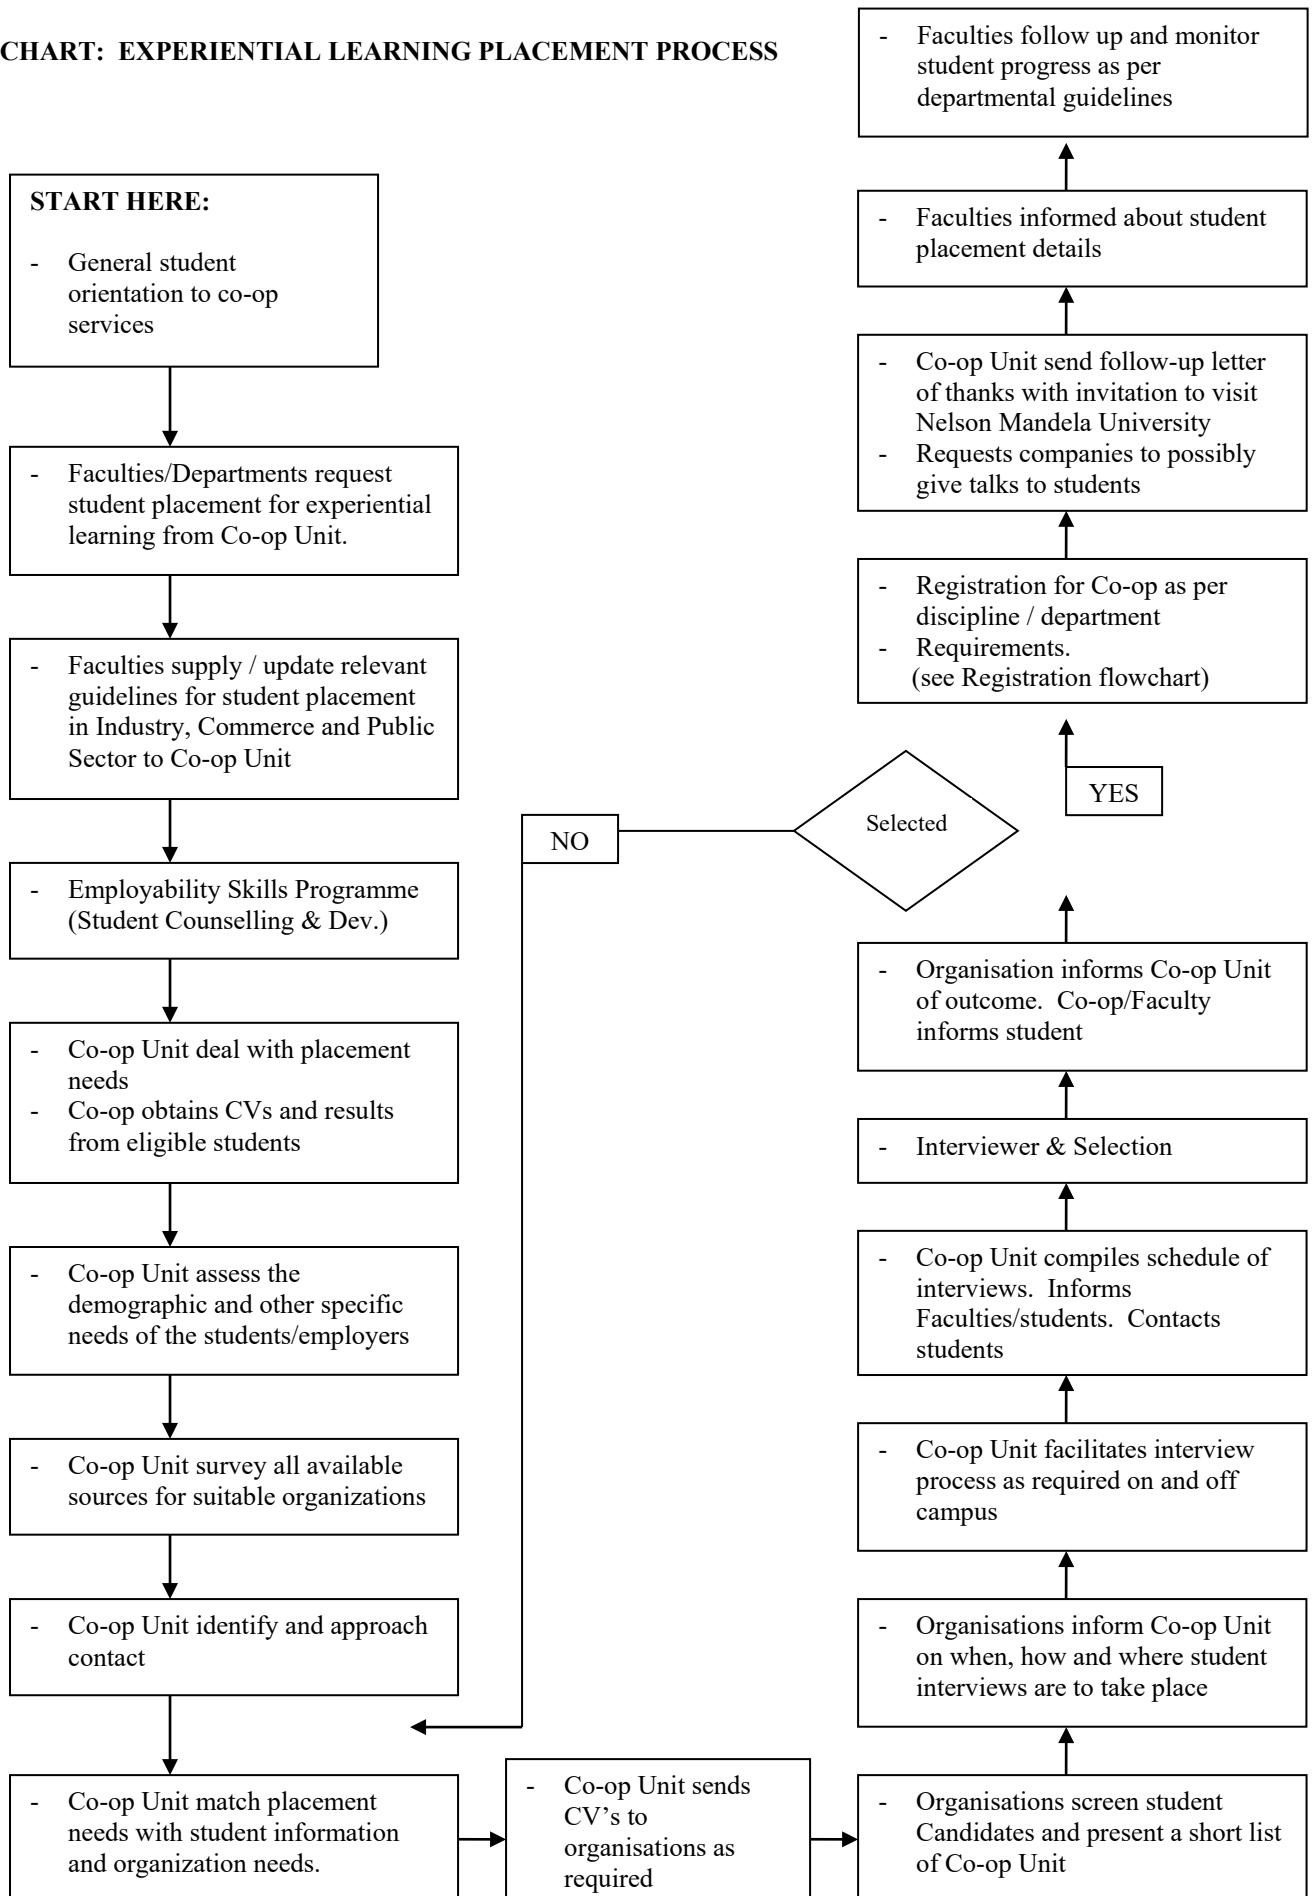 CHART: EXPERIENTIAL LEARNING PLACEMENT PROCESS
START HERE:
- General student
orientation to co-op
services
- Faculties/Departments request
student placement for experiential
learning from Co-op Unit.
- Faculties supply / update relevant
guidelines for student placement
in Industry, Commerce and Public
Sector to Co-op Unit
- Employability Skills Programme
(Student Counselling & Dev.)
- Co-op Unit deal with placement
needs
- Co-op obtains CVs and results
from eligible students
- Co-op Unit assess the
demographic and other specific
needs of the students/employers
- Co-op Unit survey all available
sources for suitable organizations
- Co-op Unit identify and approach
contact
- Co-op Unit match placement
needs with student information
and organization needs.
- Co-op Unit sends
CV’s to
organisations as
required
- Organisations screen student
Candidates and present a short list
of Co-op Unit
- Organisations inform Co-op Unit
on when, how and where student
interviews are to take place
- Co-op Unit facilitates interview
process as required on and off
campus
- Co-op Unit compiles schedule of
interviews. Informs
Faculties/students. Contacts
students
- Interviewer & Selection
- Organisation informs Co-op Unit
of outcome. Co-op/Faculty
informs student
Selected
NO
YES
- Registration for Co-op as per
discipline / department
- Requirements.
(see Registration flowchart)
- Co-op Unit send follow-up letter
of thanks with invitation to visit
Nelson Mandela University
- Requests companies to possibly
give talks to students
- Faculties informed about student
placement details
- Faculties follow up and monitor
student progress as per
departmental guidelines